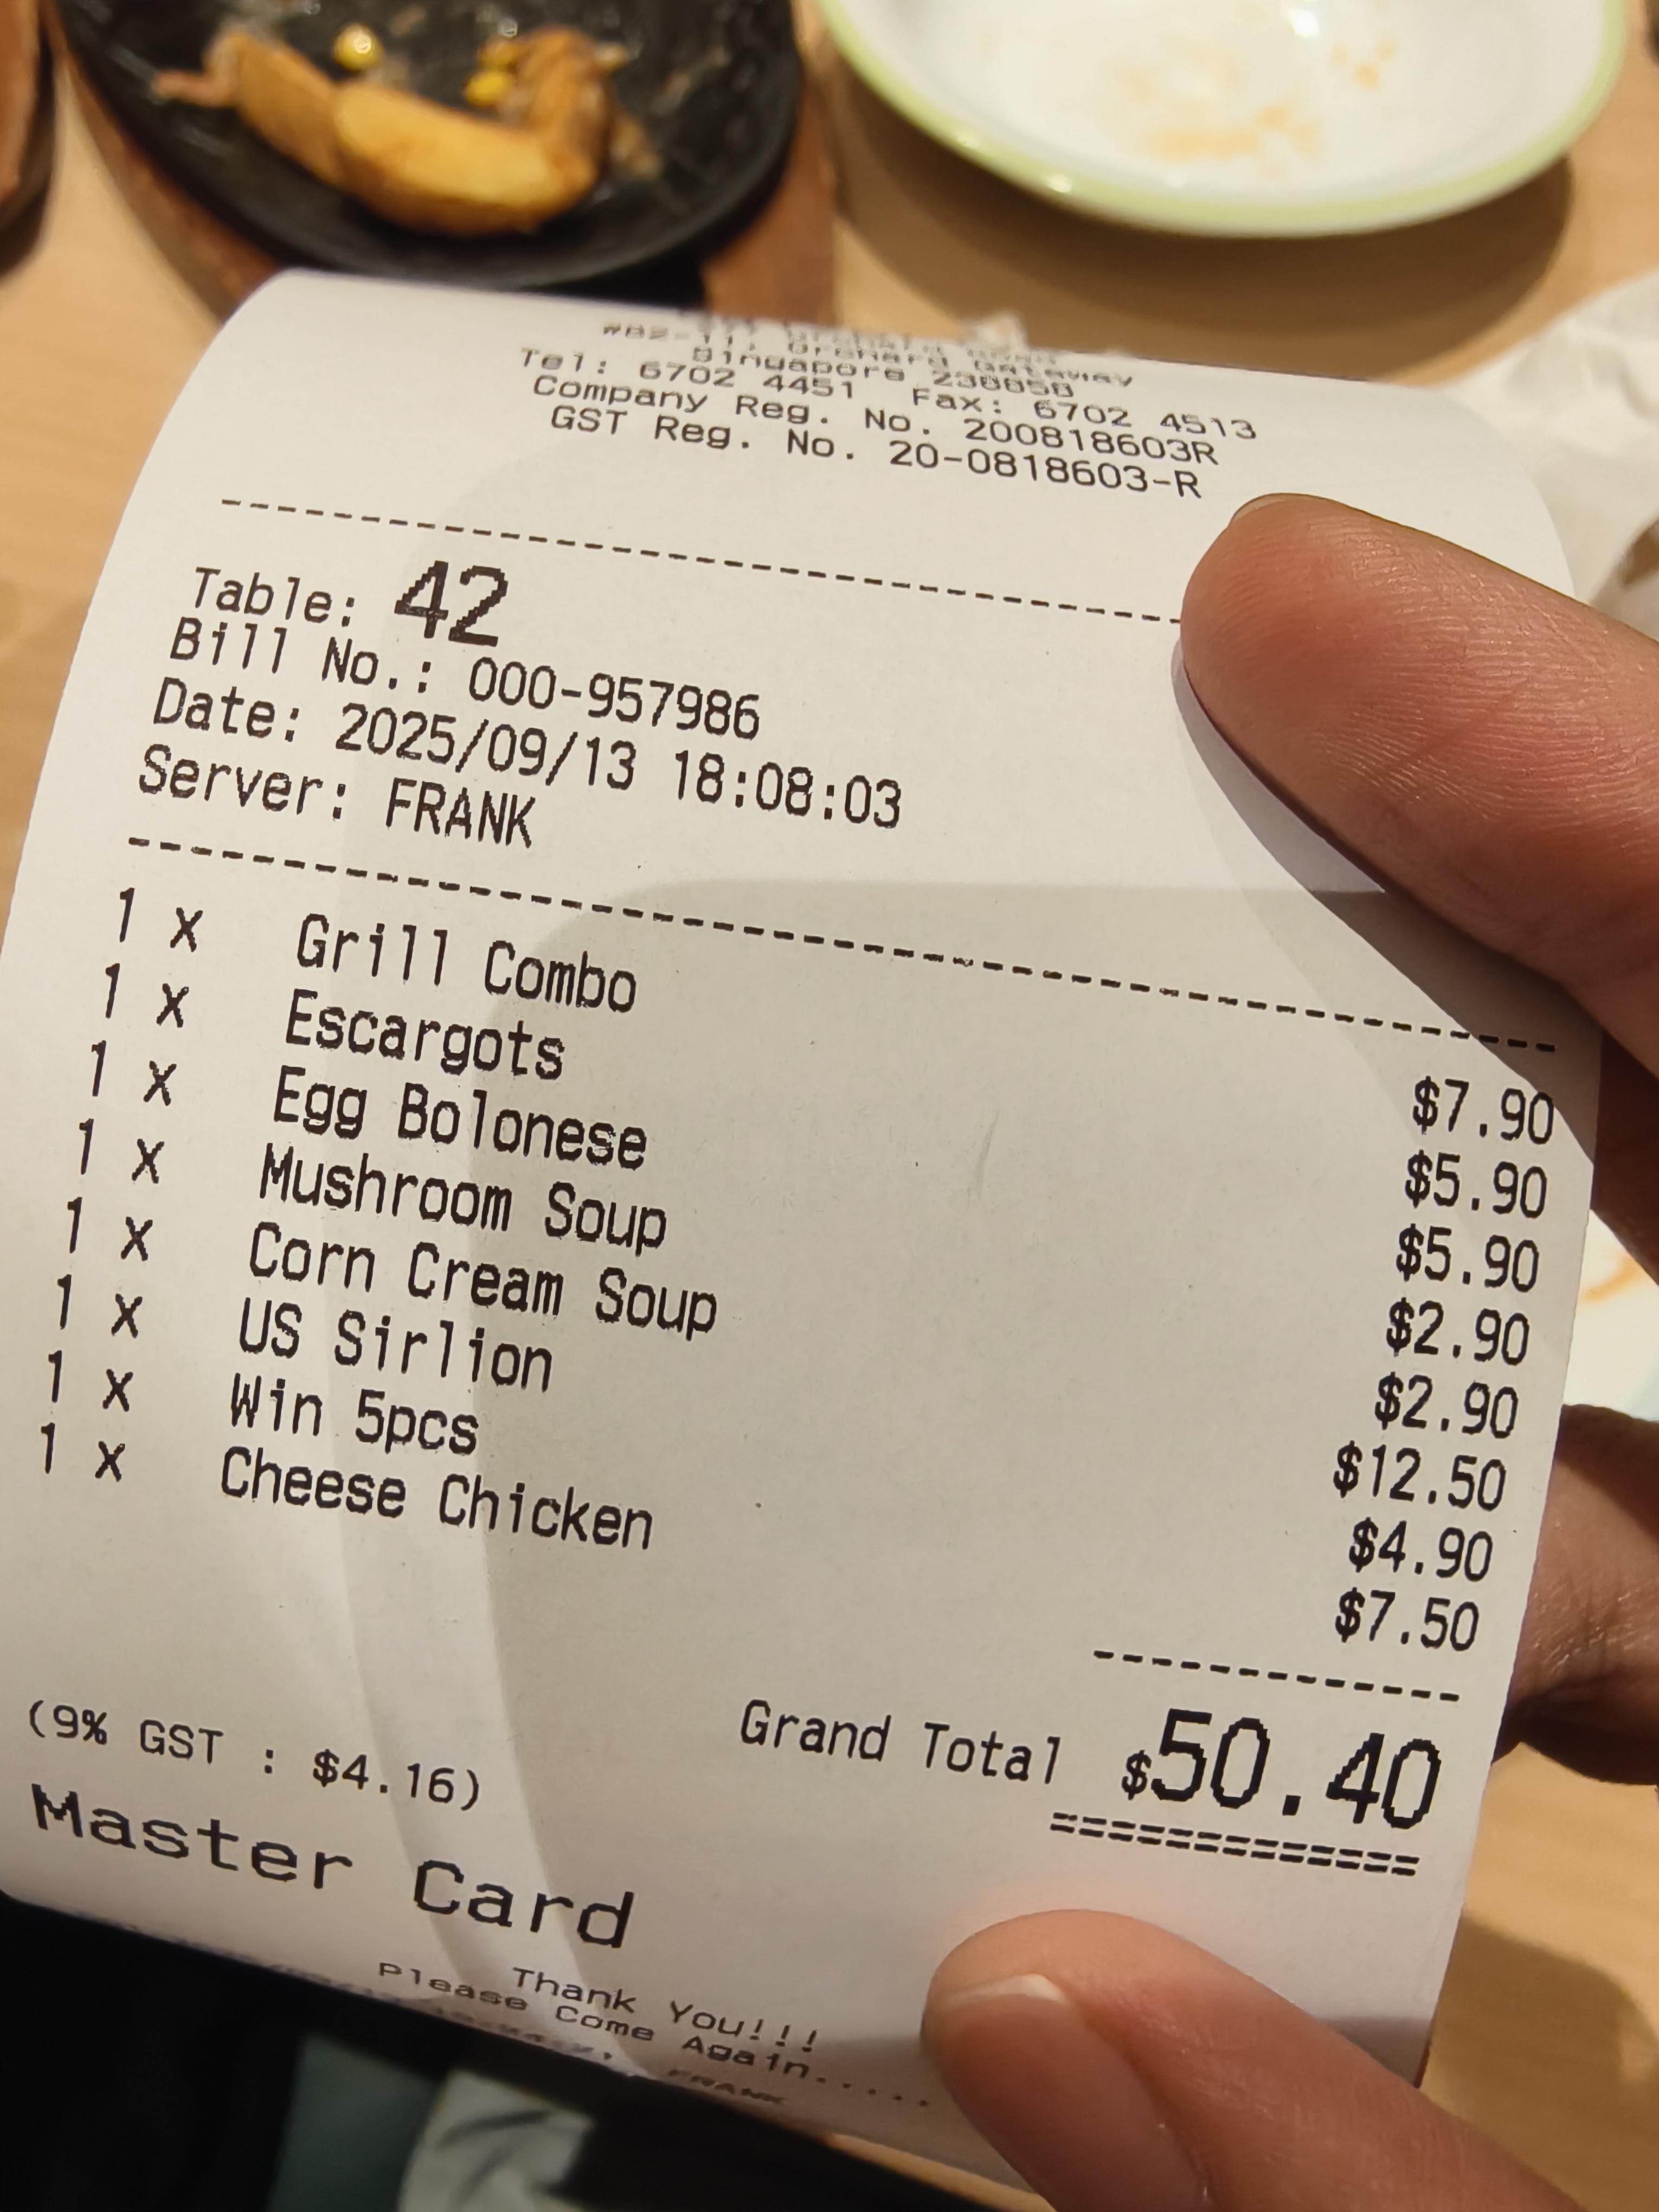 #B2-11, Orchard Gateway
Singapore 238858
Tel: 6702 4451 Fax: 6702 4513
Company Reg. No. 200818603R
GST Reg. No. 20-0818603-R
Table: 42
Bill No.: 000-957986
Date: 2025/09/13 18:08:03
Server: FRANK
1 x Grill Combo $7.90
1 x Escargots $5.90
1 x Egg Bolonese $5.90
1 x Mushroom Soup $2.90
1 x Corn Cream Soup $2.90
1 x US Sirlion $12.50
1 x Win 5pcs $4.90
1 x Cheese Chicken $7.50
Grand Total $50.40
(9% GST : $4.16)
Master Card
Thank You!!!
Please Come Again.....
FRANK